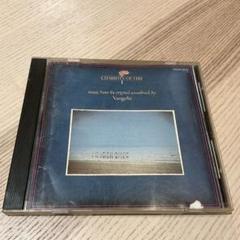 CHARIOTS OF FIRE
music from the original soundtrack by
Vangelis